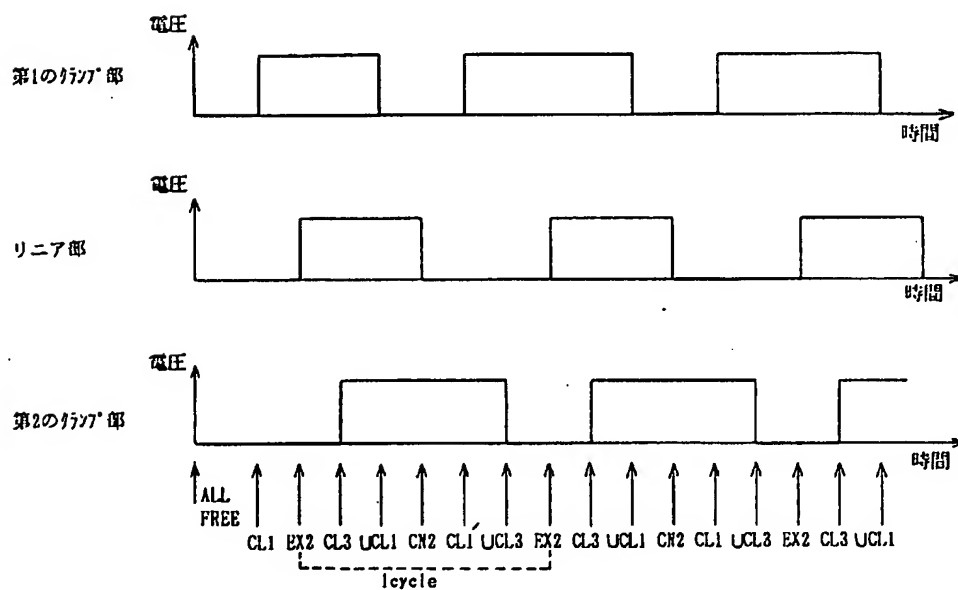 電圧
第1のクランプ部
時間
電圧
リニア部
時間
電圧
第2のクランプ部
時間
ALL
FREE
CL1 EX2 CL3 UCL1 CN2 CL1 UCL3 EX2 CL3 UCL1 CN2 CL1 UCL3 EX2 CL3 UCL1
1cycle